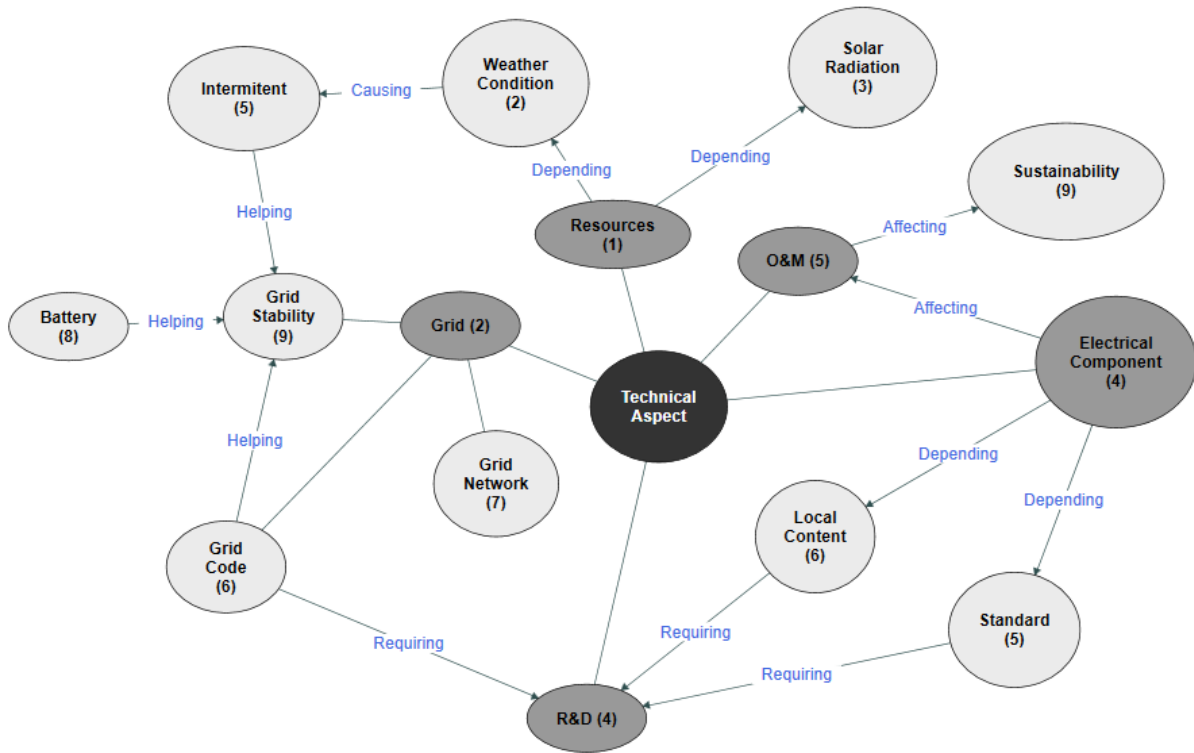 Solar
Radiation
(3)
Weather
Condition
(2)
Causing
Intermitent
(5)
Depending
Depending
Sustainability
(9)
Helping
Resources
(1)
Affecting
O&M (5)
Battery
(8)
Helping
Grid
Stability
(9)
Grid (2)
Affecting
Electrical
Component
(4)
Technical
Aspect
Helping
Grid
Network
(7)
Depending
Depending
Local
Content
(6)
Grid
Code
(6)
Standard
(5)
Requiring
Requiring
Requiring
R&D (4)